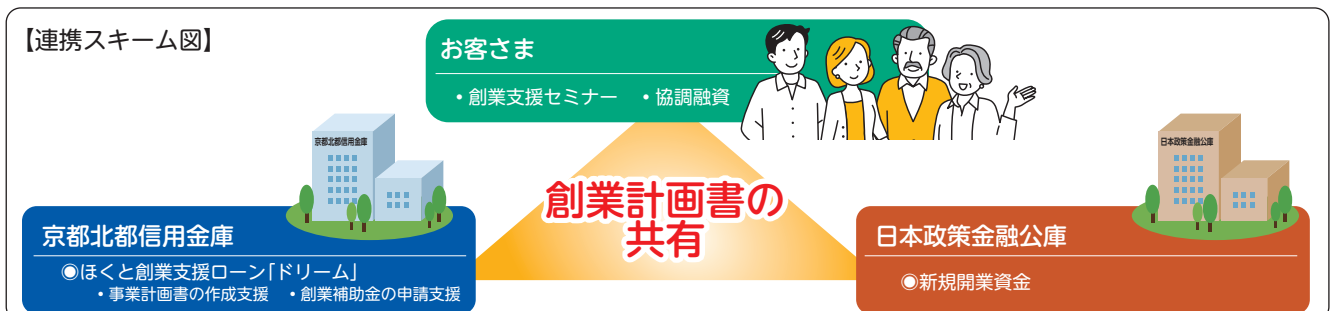 【連携スキーム図】
お客さま
・創業支援セミナー ・協調融資
京都北都信用金庫
日本政策金融公庫
創業計画書の
共有
京都北都信用金庫
◉ほくと創業支援ローン「ドリーム」
・事業計画書の作成支援 ・創業補助金の申請支援
日本政策金融公庫
◉新規開業資金